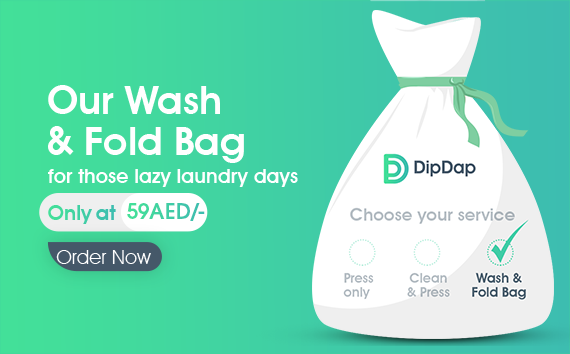 Our Wash
& Fold Bag
for those lazy laundry days
Only at 59AED/-
Order Now
DipDap
Choose your service
Press
only
Clean
& Press
Wash &
Fold Bag